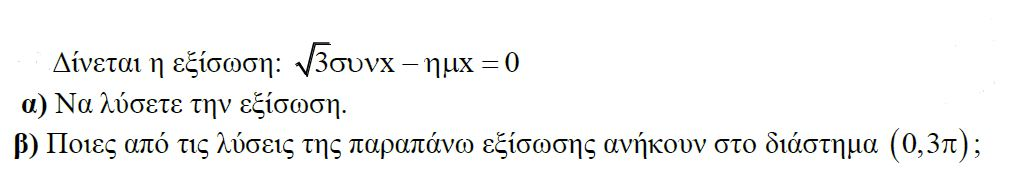 Δίνεται η εξίσωση: √3συνx – ημx = 0
α) Να λύσετε την εξίσωση.
β) Ποιες από τις λύσεις της παραπάνω εξίσωσης ανήκουν στο διάστημα (0,3π);